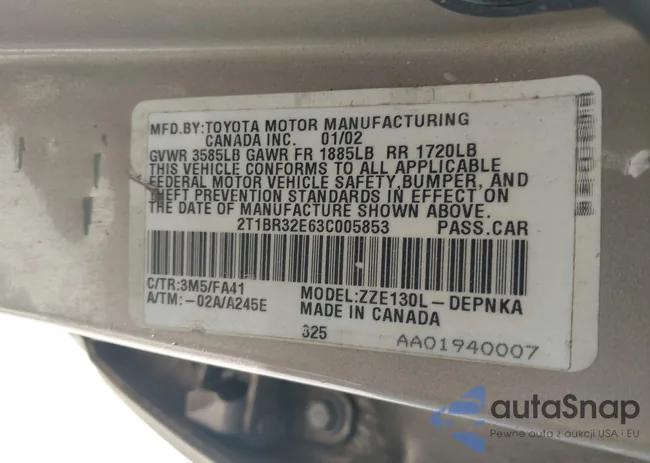 MFD.BY:TOYOTA MOTOR MANUFACTURING
CANADA INC. 01/02
GVWR 3585LB GAWR FR 1885LB RR 1720LB
THIS VEHICLE CONFORMS TO ALL APPLICABLE
FEDERAL MOTOR VEHICLE SAFETY,BUMPER, AND
THEFT PREVENTION STANDARDS IN EFFECT ON
THE DATE OF MANUFACTURE SHOWN ABOVE.
2T1BR32E63C005853 PASS.CAR
C/TR:3M5/FA41 MODEL:ZZE130L-DEPNKA
A/TM:-02A/A245E MADE IN CANADA
325 AA01940007
autaSnap
Pewne auta z aukcji USA i EU